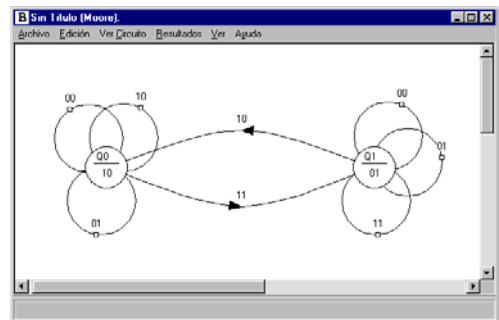 B Sin Título (Moore).
Archivo Edición Ver Circuito Resultados Ver Ayuda
00 10 10 00
Q0 Q1 01
10 01
11
01 11